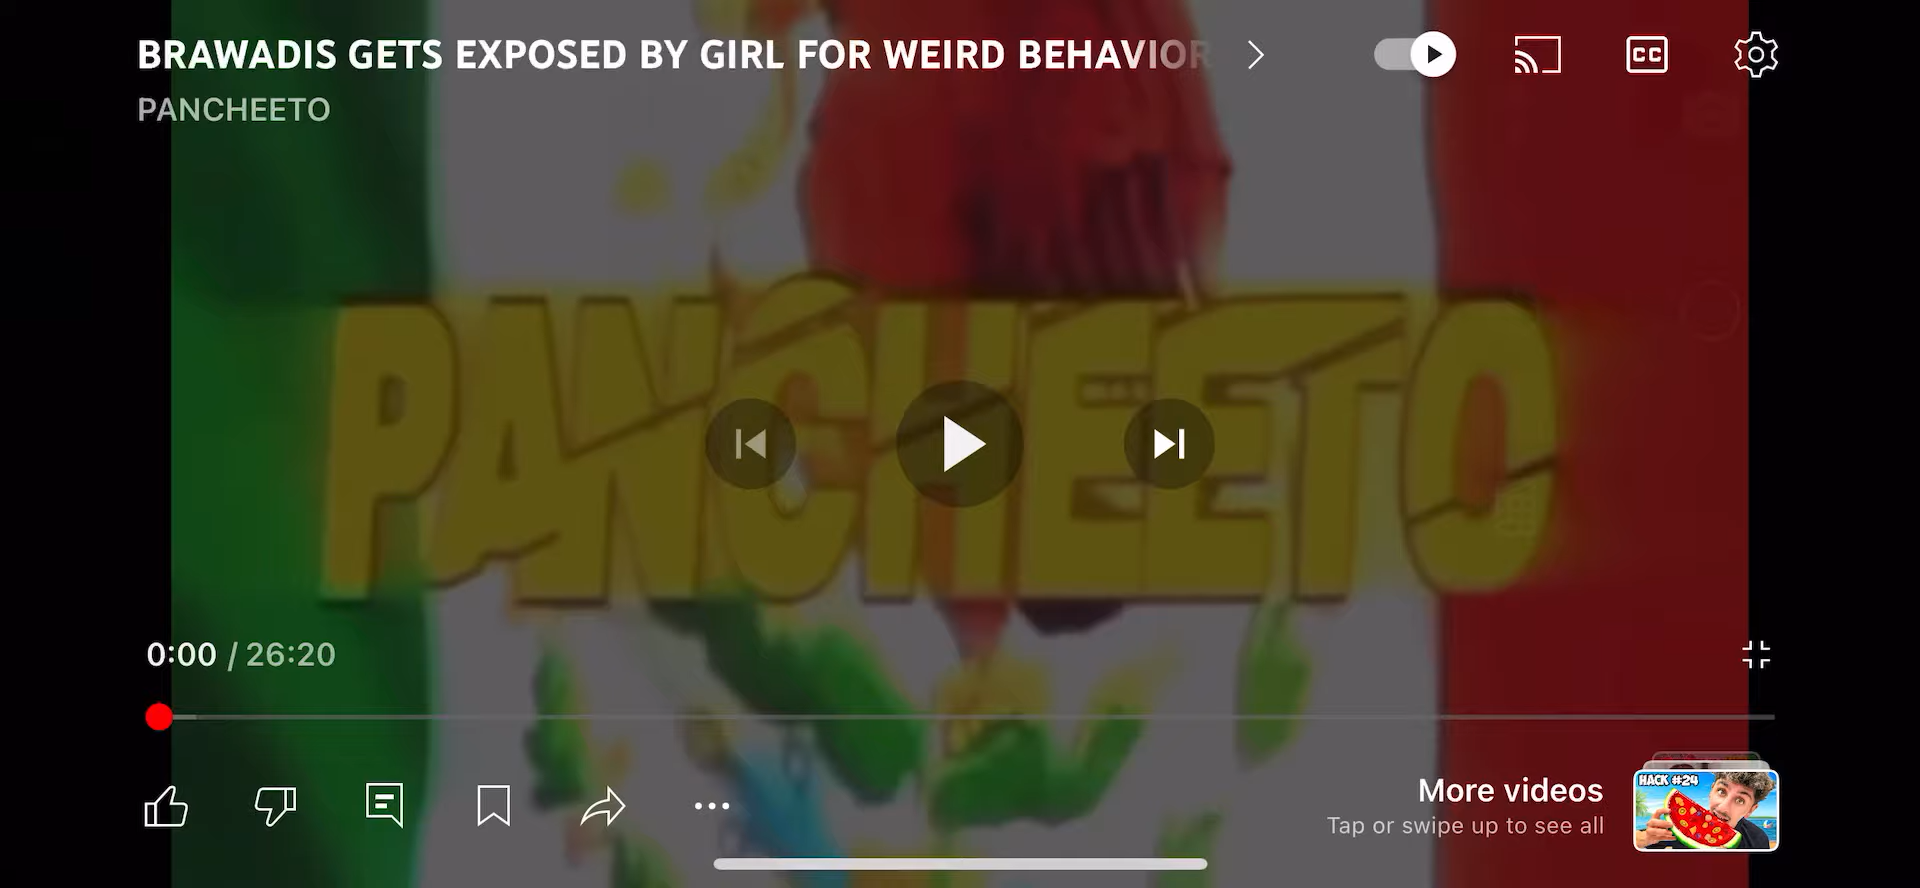 BRAWADIS GETS EXPOSED BY GIRL FOR WEIRD BEHAVIOR
PANCHEETO
CC
PANCHEETO
0:00 / 26:20
More videos
Tap or swipe up to see all
HACK #24